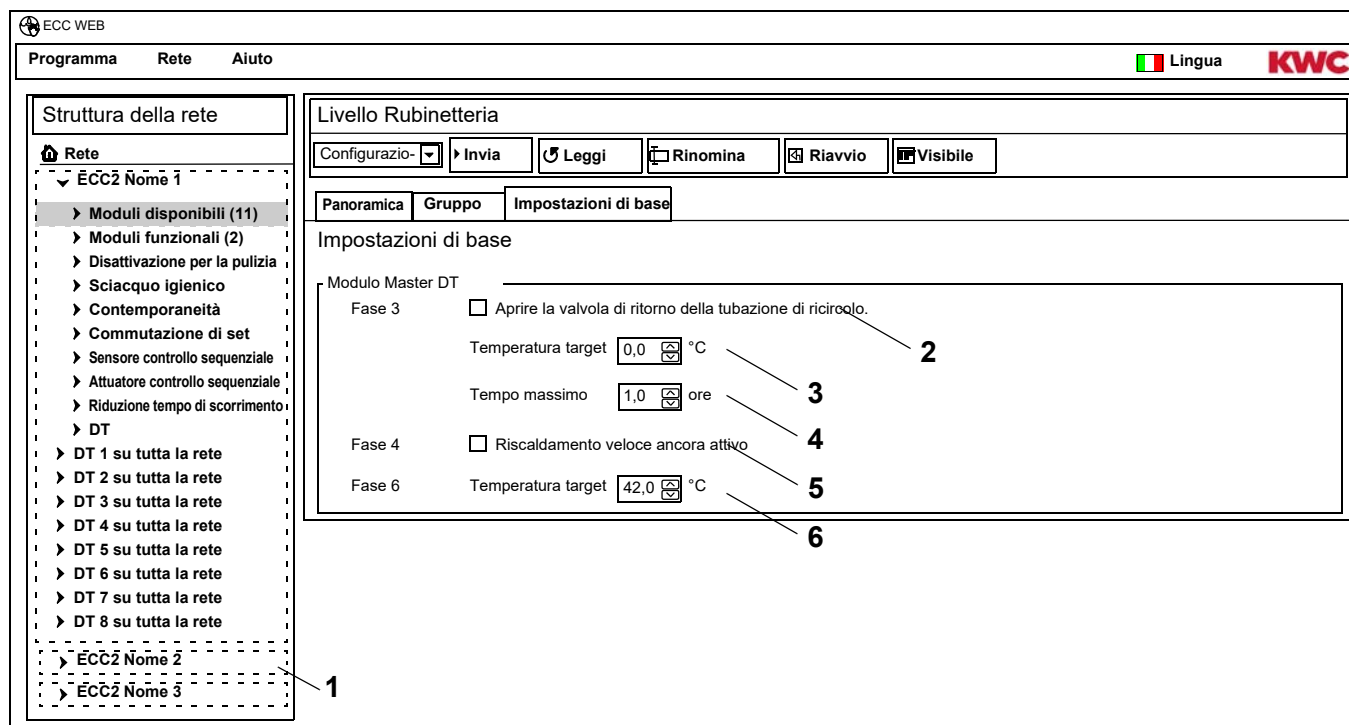 ECC WEB
Programma Rete Aiuto Lingua KWC
Struttura della rete
Rete
ECC2 Nome 1
Moduli disponibili (11)
Moduli funzionali (2)
Disattivazione per la pulizia
Sciacquo igienico
Contemporaneità
Commutazione di set
Sensore controllo sequenziale
Attuatore controllo sequenziale
Riduzione tempo di scorrimento
DT
DT 1 su tutta la rete
DT 2 su tutta la rete
DT 3 su tutta la rete
DT 4 su tutta la rete
DT 5 su tutta la rete
DT 6 su tutta la rete
DT 7 su tutta la rete
DT 8 su tutta la rete
ECC2 Nome 2
ECC2 Nome 3
1
Livello Rubinetteria
Configurazio- Invia Leggi Rinomina Riavvio Visibile
Panoramica Gruppo Impostazioni di base
Impostazioni di base
Modulo Master DT
Fase 3 Aprire la valvola di ritorno della tubazione di ricircolo.
2
Temperatura target 0,0 °C
3
Tempo massimo 1,0 ore
4
Fase 4 Riscaldamento veloce ancora attivo
5
Fase 6 Temperatura target 42,0 °C
6